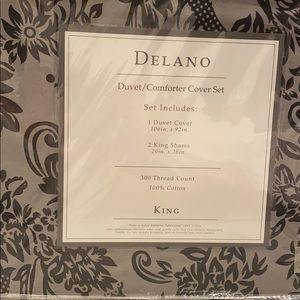 DELANO
Duvet/Comforter Cover Set
Set Includes:
1 Duvet Cover
106in. x 92in.
2 King Shams
20in. x 36in.
300 Thread Count
100% Cotton
KING